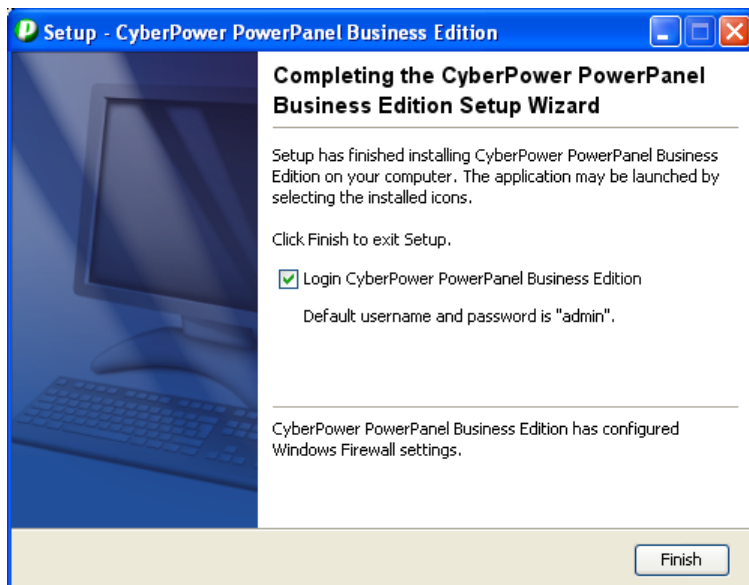 Setup - CyberPower PowerPanel Business Edition
Completing the CyberPower PowerPanel
Business Edition Setup Wizard
Setup has finished installing CyberPower PowerPanel Business
Edition on your computer. The application may be launched by
selecting the installed icons.
Click Finish to exit Setup.
Login CyberPower PowerPanel Business Edition
Default username and password is "admin".
CyberPower PowerPanel Business Edition has configured
Windows Firewall settings.
Finish